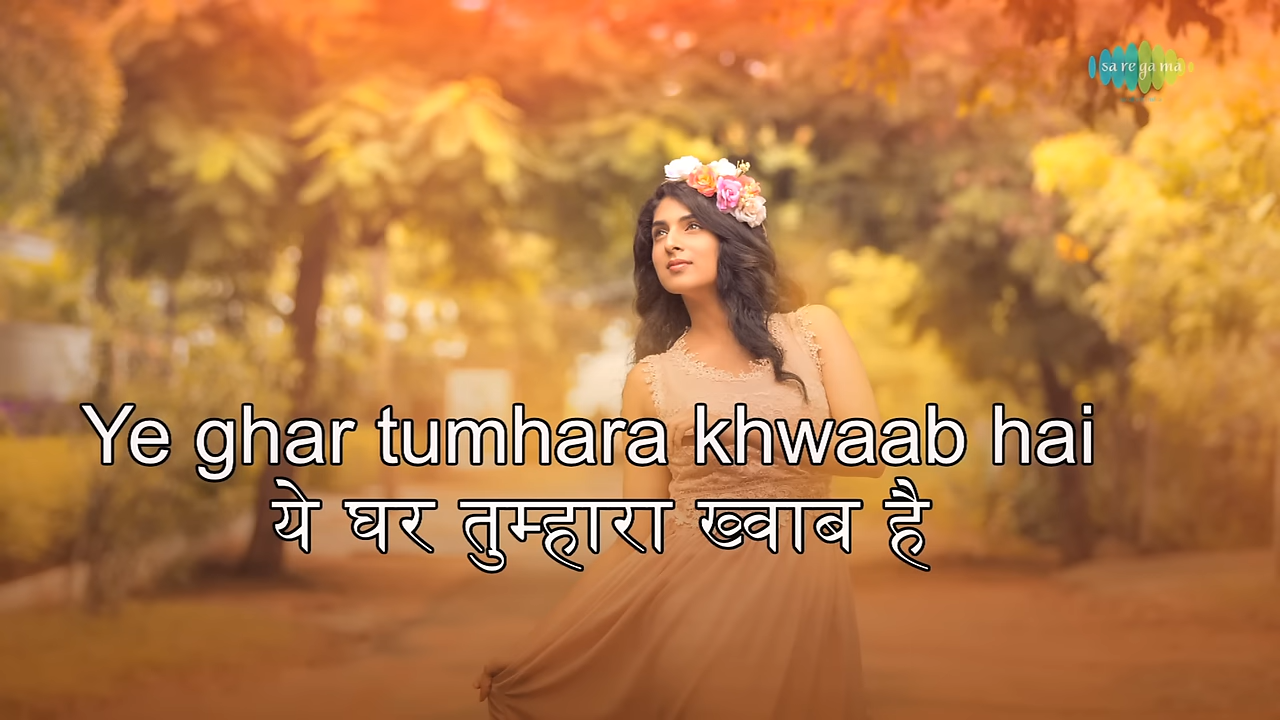 sa re ga ma
Ye ghar tumhara khwaab hai
ये घर तुम्हारा ख्वाब है